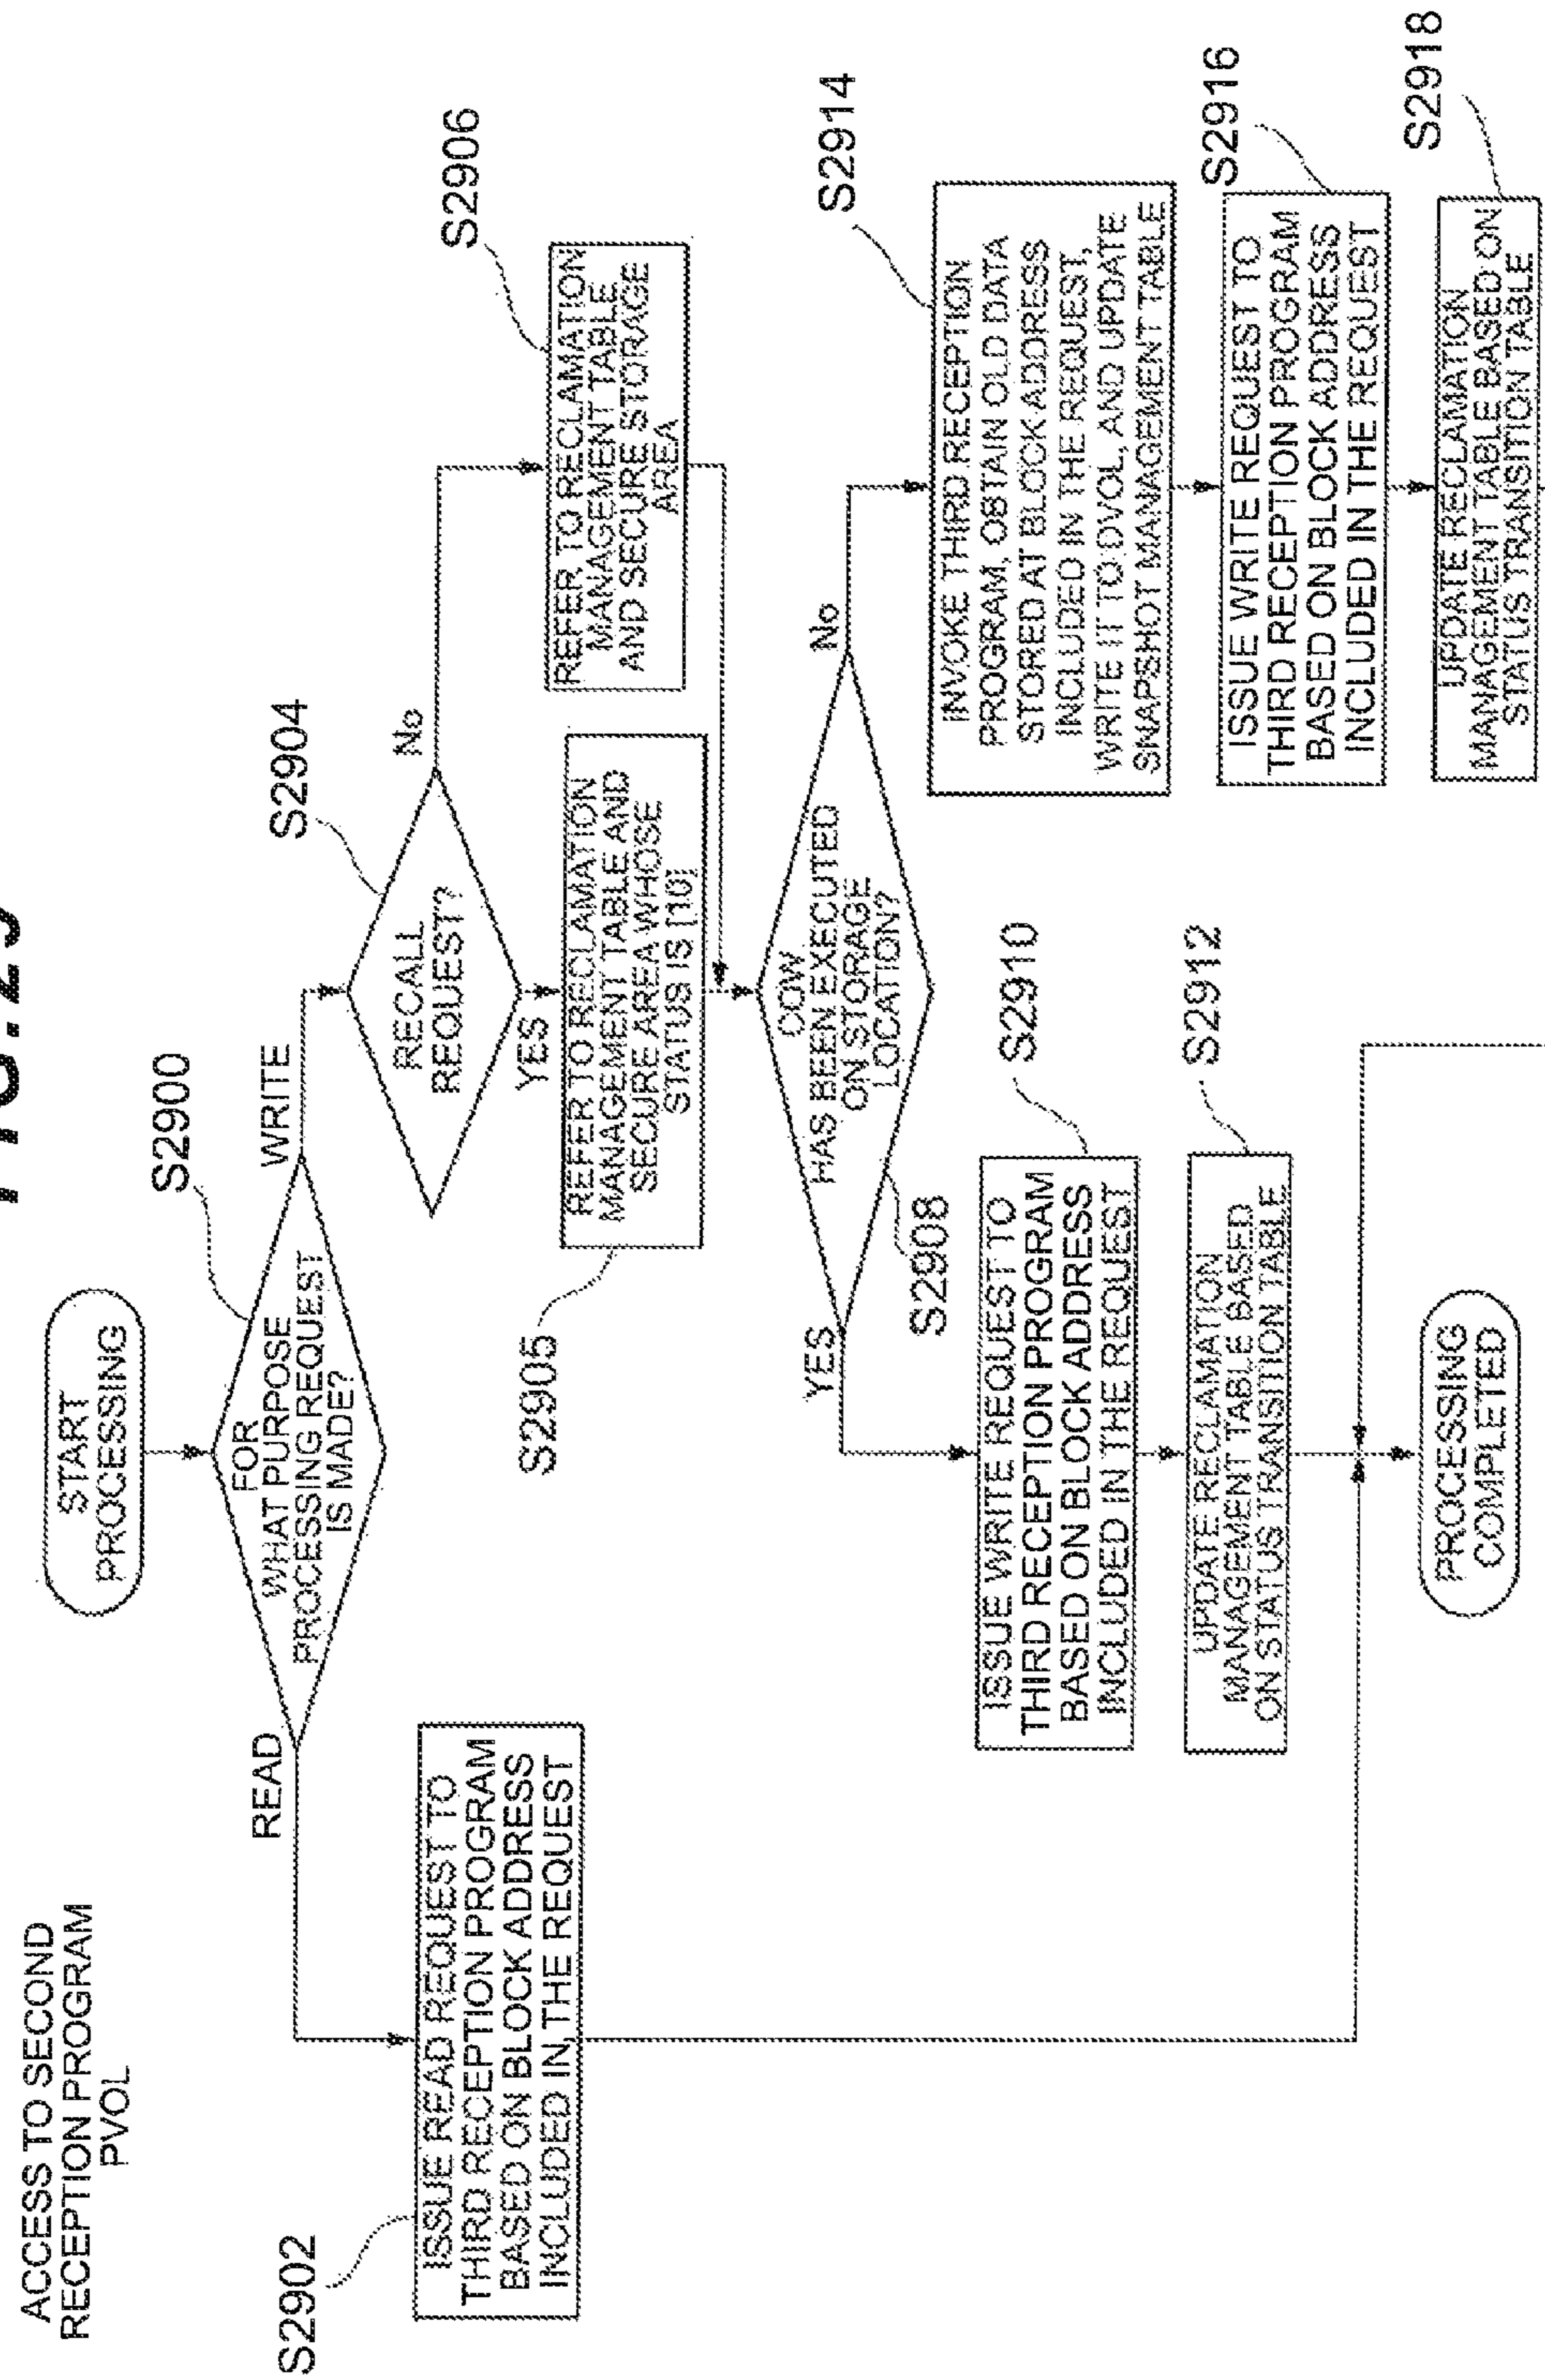 ACCESS TO SECOND
RECEPTION PROGRAM
PVOL
START
PROCESSING
S2900
FOR
WHAT PURPOSE
PROCESSING REQUEST
IS MADE?
READ
WRITE
S2902
ISSUE READ REQUEST TO
THIRD RECEPTION PROGRAM
BASED ON BLOCK ADDRESS
INCLUDED IN THE REQUEST
S2904
RECALL
REQUEST?
YES
No
S2905
REFER TO RECLAMATION
MANAGEMENT TABLE AND
SECURE AREA WHOSE
STATUS IS [10]
S2906
REFER TO RECLAMATION
MANAGEMENT TABLE
AND SECURE STORAGE
AREA
COW
HAS BEEN EXECUTED
ON STORAGE
LOCATION?
YES
No
S2908
S2910
ISSUE WRITE REQUEST TO
THIRD RECEPTION PROGRAM
BASED ON BLOCK ADDRESS
INCLUDED IN THE REQUEST
S2912
UPDATE RECLAMATION
MANAGEMENT TABLE BASED
ON STATUS TRANSITION TABLE
S2914
INVOKE THIRD RECEPTION
PROGRAM, OBTAIN OLD DATA
STORED AT BLOCK ADDRESS
INCLUDED IN THE REQUEST,
WRITE IT TO DVOL, AND UPDATE
SNAPSHOT MANAGEMENT TABLE
S2916
ISSUE WRITE REQUEST TO
THIRD RECEPTION PROGRAM
BASED ON BLOCK ADDRESS
INCLUDED IN THE REQUEST
S2918
UPDATE RECLAMATION
MANAGEMENT TABLE BASED ON
STATUS TRANSITION TABLE
PROCESSING
COMPLETED